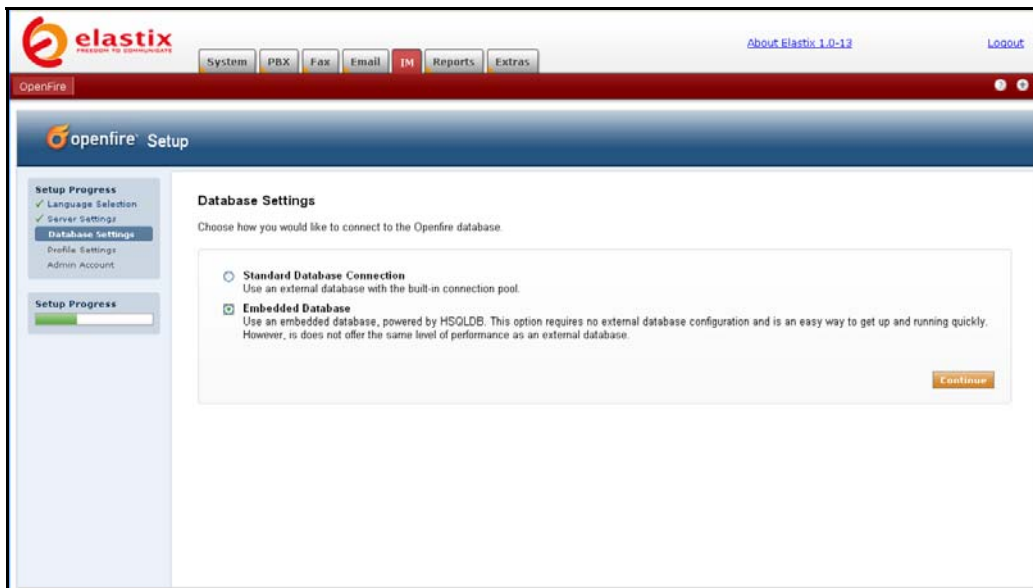 elastix
FREEDOM TO COMMUNICATE
About Elastix 1.0-13
Logout
System
PBX
Fax
Email
IM
Reports
Extras
OpenFire
openfire Setup
Setup Progress
✓ Language Selection
✓ Server Settings
Database Settings
Profile Settings
Admin Account
Setup Progress
Database Settings
Choose how you would like to connect to the Openfire database.
Standard Database Connection
Use an external database with the built-in connection pool.
Embedded Database
Use an embedded database, powered by HSQLDB. This option requires no external database configuration and is an easy way to get up and running quickly.
However, is does not offer the same level of performance as an external database.
Continue